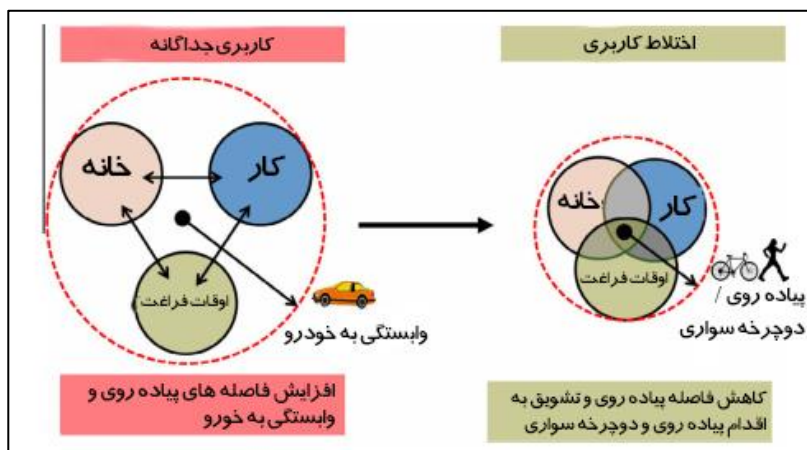 کاربری جداگانه
اختلاط کاربری
خانه
کار
اوقات فراغت
وابستگی به خودرو
خانه
کار
اوقات فراغت
پیاده روی /
دوچرخه سواری
افزایش فاصله های پیاده روی و
وابستگی به خورو
کاهش فاصله پیاده روی و تشویق به
اقدام پیاده روی و دوچرخه سواری